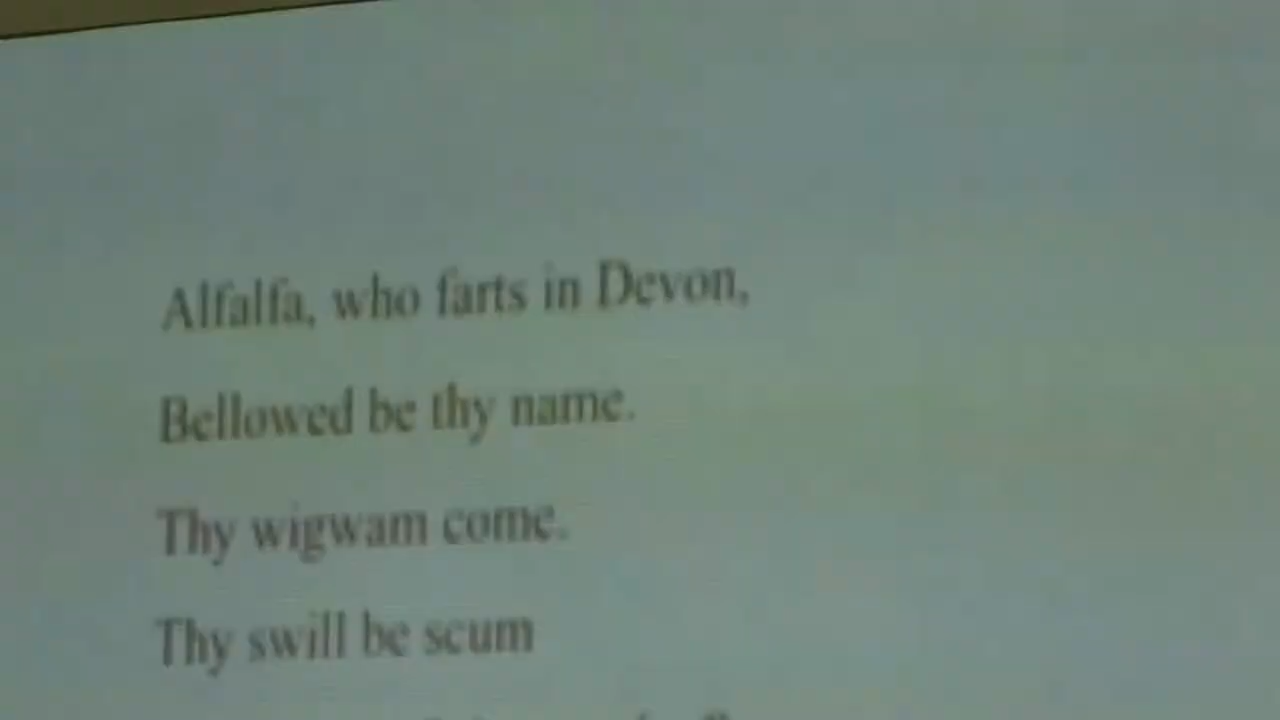 Alfalfa, who farts in Devon,
Bellowed be thy name.
Thy wigwam come.
Thy swill be scum